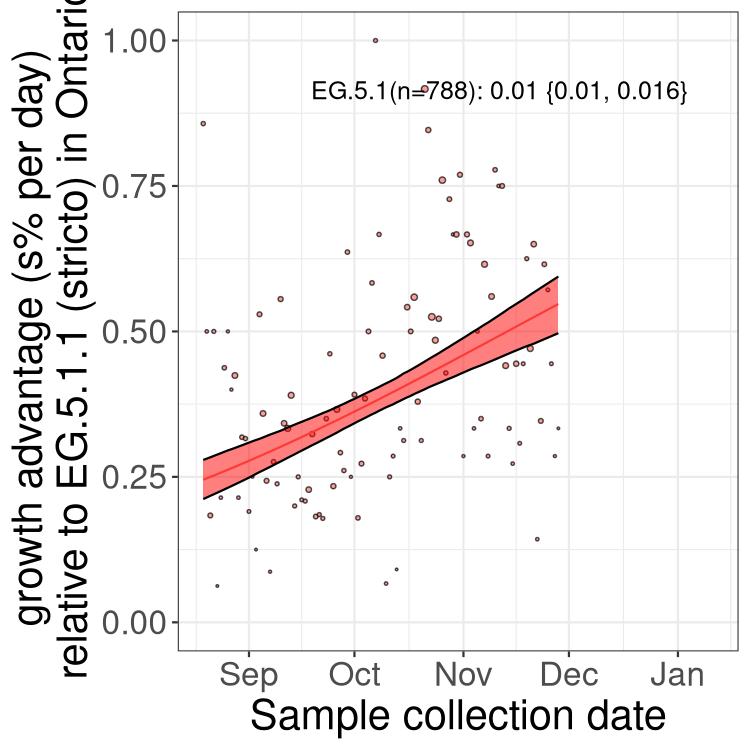 growth advantage (s% per day)
relative to EG.5.1.1 (stricto) in Ontario
1.00
0.75
0.50
0.25
0.00
EG.5.1(n=788): 0.01 {0.01, 0.016}
Sep Oct Nov Dec Jan
Sample collection date